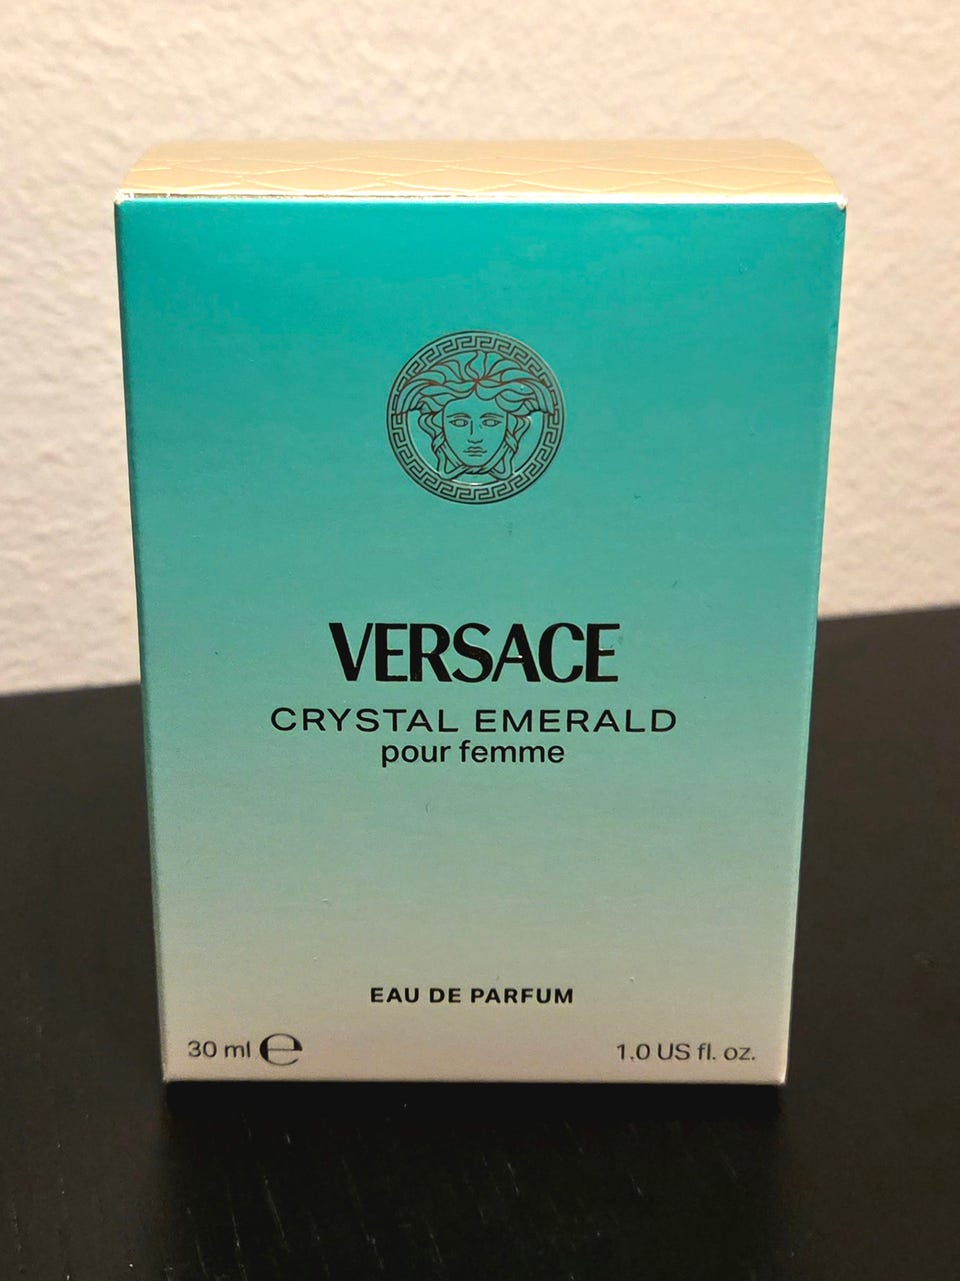 VERSACE
CRYSTAL EMERALD
pour femme
EAU DE PARFUM
30 ml ℮
1.0 US fl. oz.